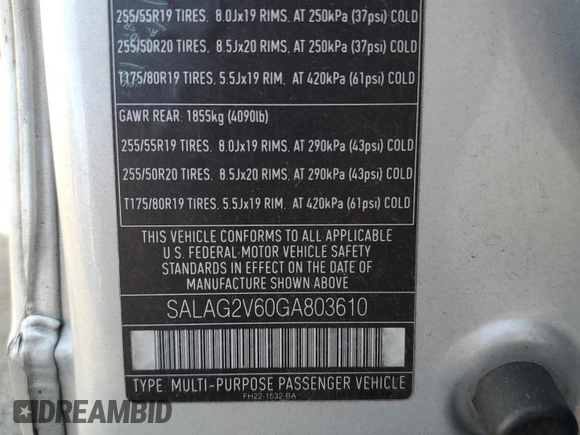 255/55R19 TIRES. 8.0Jx19 RIMS. AT 250kPa (37psi) COLD
255/50R20 TIRES. 8.5Jx20 RIMS. AT 250kPa (37psi) COLD
T175/80R19 TIRES. 5.5Jx19 RIM. AT 420kPa (61psi) COLD
GAWR REAR. 1855kg (4090lb)
255/55R19 TIRES. 8.0Jx19 RIMS. AT 290kPa (43psi) COLD
255/50R20 TIRES. 8.5Jx20 RIMS. AT 290kPa (43psi) COLD
T175/80R19 TIRES. 5.5Jx19 RIM. AT 420kPa (61psi) COLD
THIS VEHICLE CONFORMS TO ALL APPLICABLE
U.S. FEDERAL MOTOR VEHICLE SAFETY
STANDARDS IN EFFECT ON THE DATE OF
MANUFACTURE SHOWN ABOVE
SALAG2V60GA803610
TYPE. MULTI-PURPOSE PASSENGER VEHICLE
FH22-1532-BA
DREAMBID